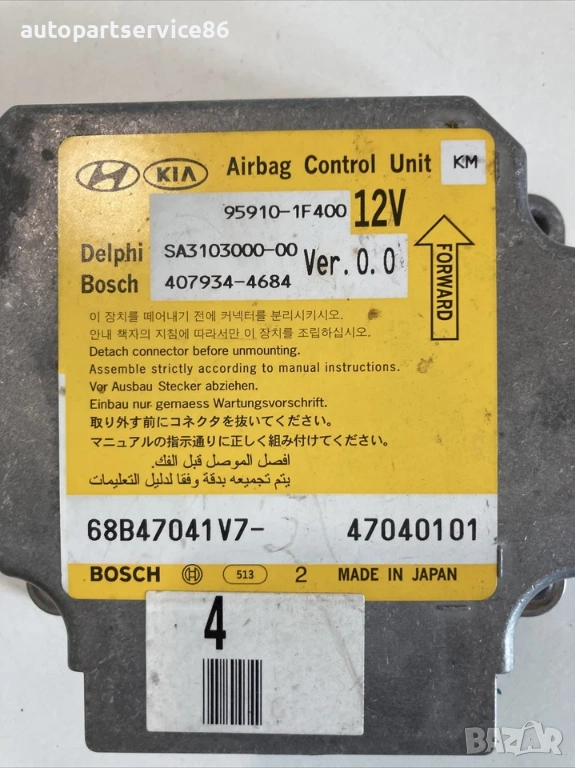 autopartservice86
HYUNDAI KIA Airbag Control Unit KM
95910-1F400 12V
Delphi SA3103000-00 Ver.0.0
Bosch 407934-4684
FORWARD
이 장치를 떼어내기 전에 커넥터를 분리시키시오.
안내 책자의 지침에 따라서만 이 장치를 조립하십시오.
Detach connector before unmounting.
Assemble strictly according to manual instructions.
Vor Ausbau Stecker abziehen.
Einbau nur gemaess Wartungsvorschrift.
取り外す前にコネクタを抜いてください。
マニュアルの指示通りに正しく組み付けてください。
افصل الموصل قبل الفك.
يتم تجميعه بدقة وفقا لدليل التعليمات
68B47041V7- 47040101
BOSCH 513 2 MADE IN JAPAN
4
BAZAR